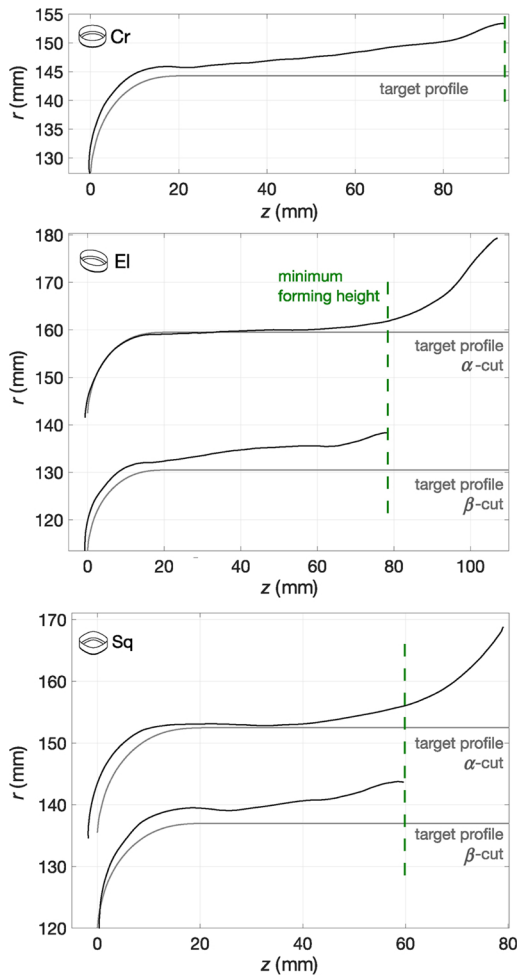 Cr
155
150
145
140
135
130
r (mm)
target profile
0
20
40
60
80
z (mm)
El
180
170
160
150
140
130
120
r (mm)
minimum
forming height
target profile
α-cut
target profile
β-cut
0
20
40
60
80
100
z (mm)
Sq
170
160
150
140
130
120
r (mm)
target profile
α-cut
target profile
β-cut
0
20
40
60
80
z (mm)